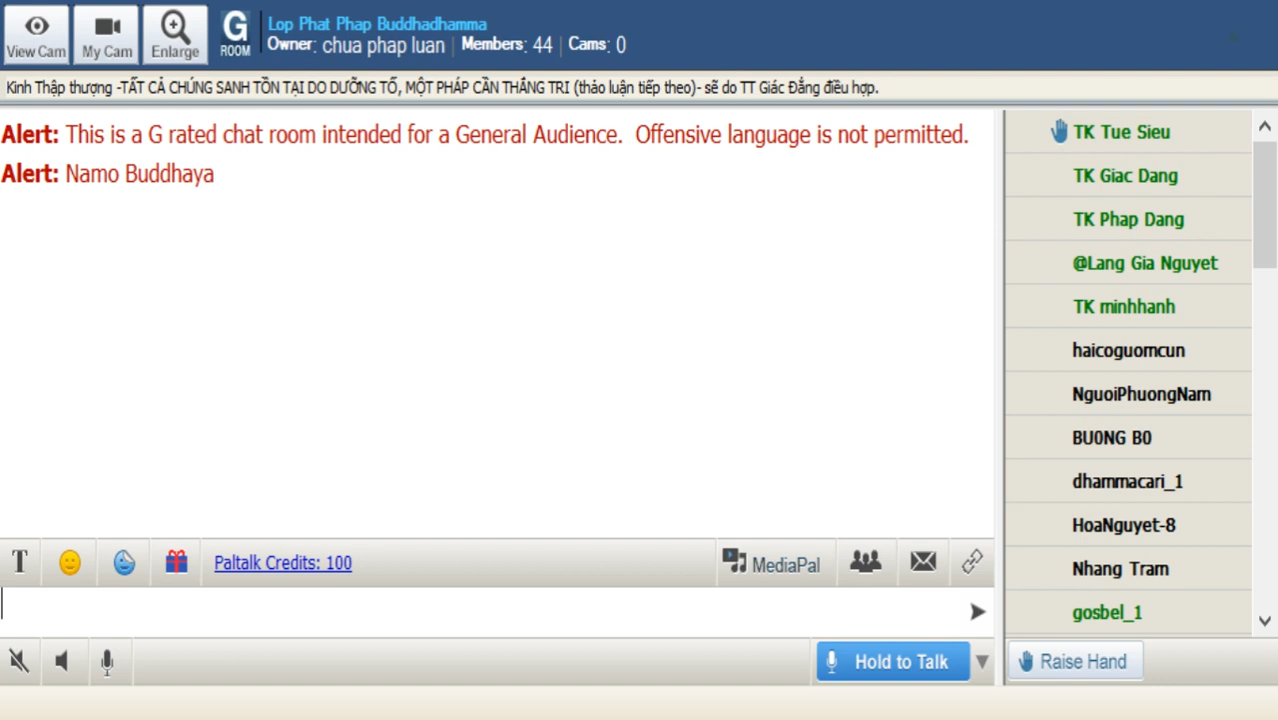 View Cam
My Cam
Enlarge
G
ROOM
Lop Phat Phap Buddhadhamma
Owner: chua phap luan | Members: 44 | Cams: 0
Kinh Thập thượng -TẤT CẢ CHÚNG SANH TỒN TẠI DO DƯỠNG TỐ, MỘT PHÁP CẦN THẮNG TRI (thảo luận tiếp theo)- sẽ do TT Giác Đẳng điều hợp.
Alert: This is a G rated chat room intended for a General Audience. Offensive language is not permitted.
Alert: Namo Buddhaya
TK Tue Sieu
TK Giac Dang
TK Phap Dang
@Lang Gia Nguyet
TK minhhanh
haicoguomcun
NguoiPhuongNam
BU0NG B0
dhammacari_1
HoaNguyet-8
Nhang Tram
gosbel_1
T
Paltalk Credits: 100
MediaPal
Hold to Talk
Raise Hand